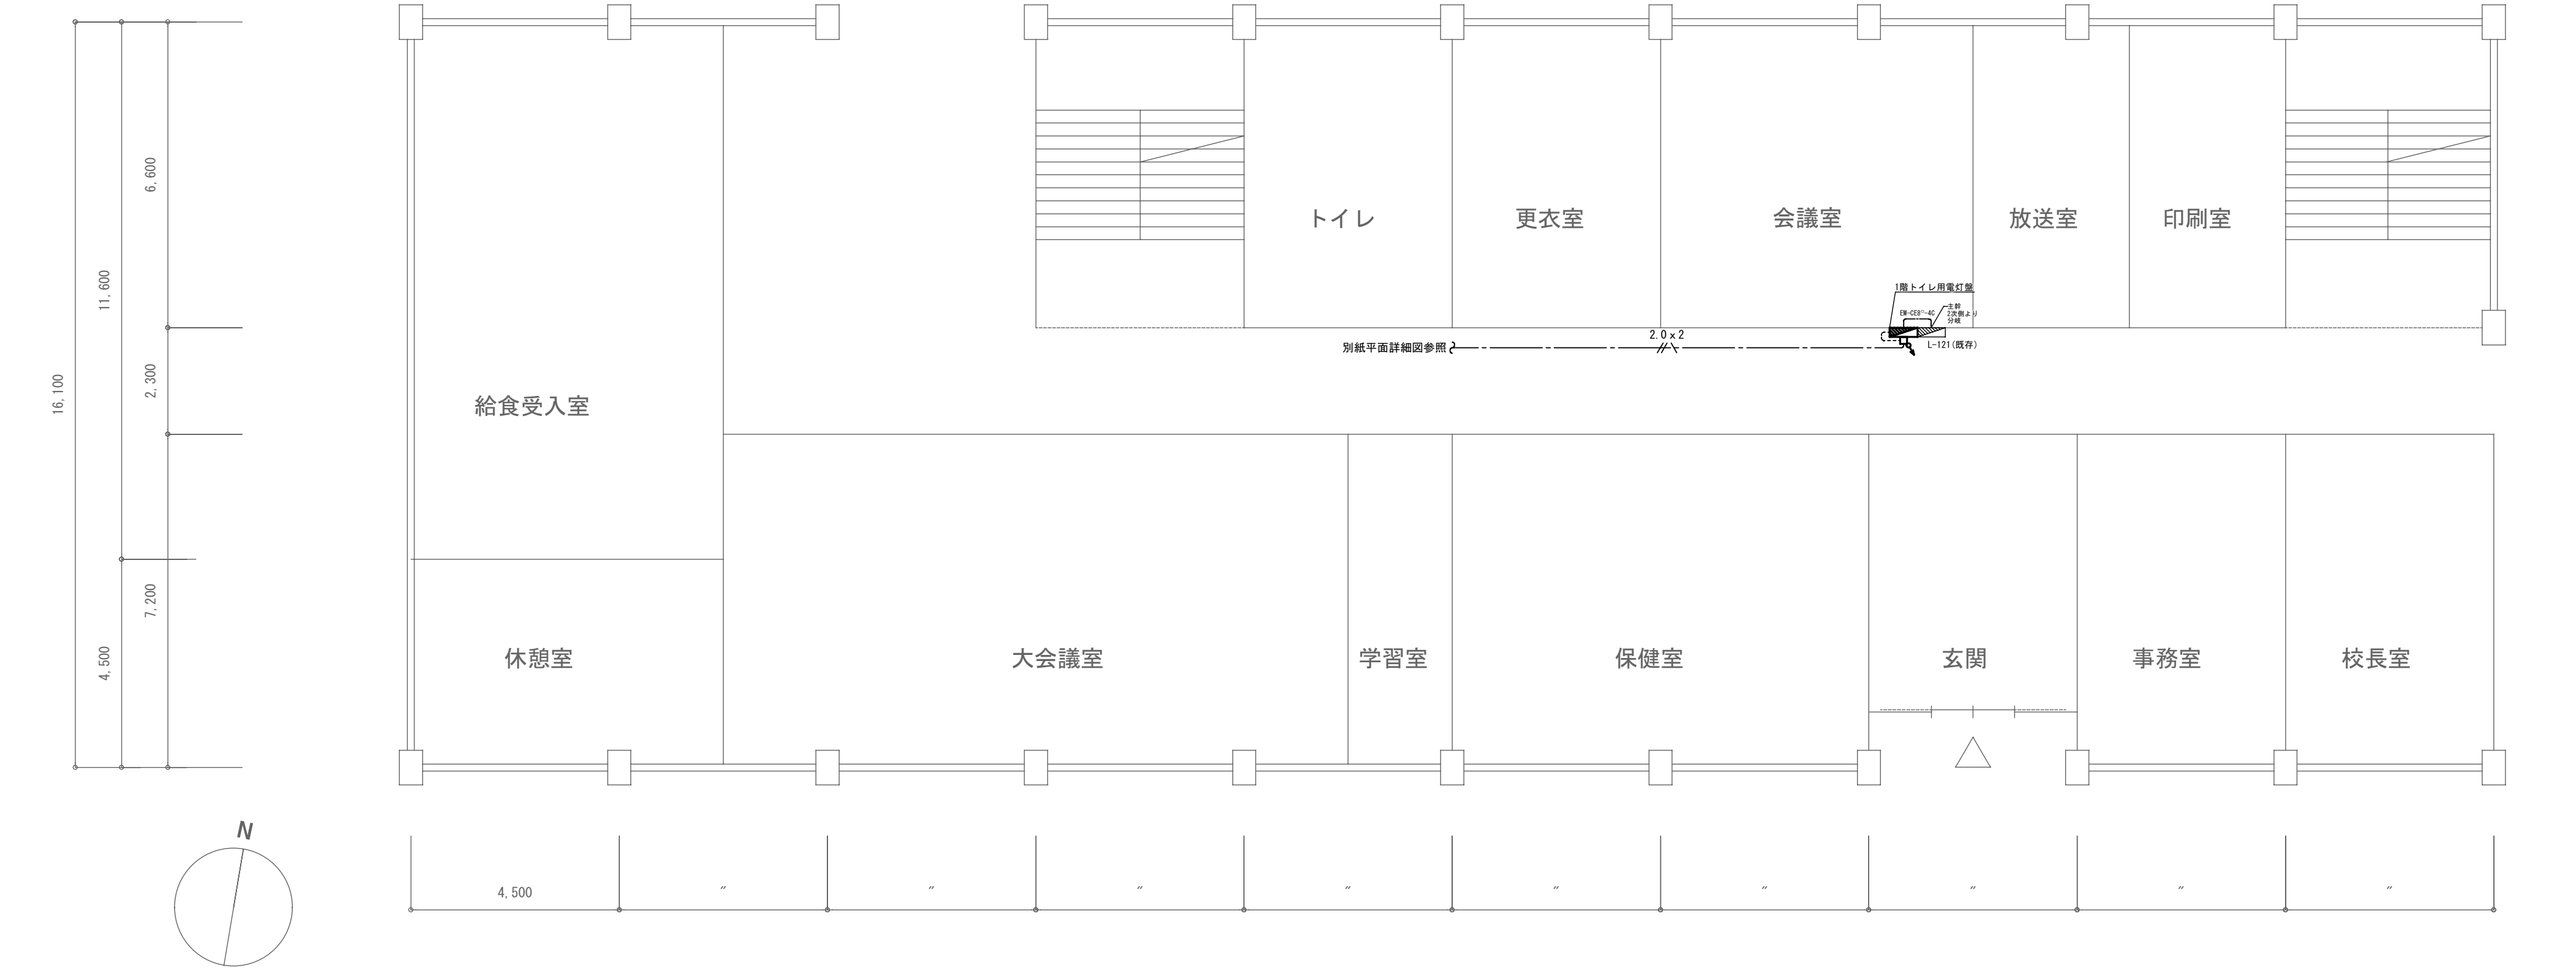 6,600
11,600
2,300
16,100
7,200
4,500
トイレ
更衣室
会議室
放送室
印刷室
1階トイレ用電灯盤
主幹
2次側より
分岐
EM-CE8□-4C
L-121(既存)
2.0x2
別紙平面詳細図参照
給食受入室
休憩室
大会議室
学習室
保健室
玄関
事務室
校長室
N
4,500
〃
〃
〃
〃
〃
〃
〃
〃
〃